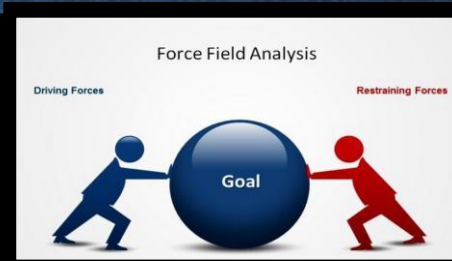 Force Field Analysis
Driving Forces
Restraining Forces
Goal